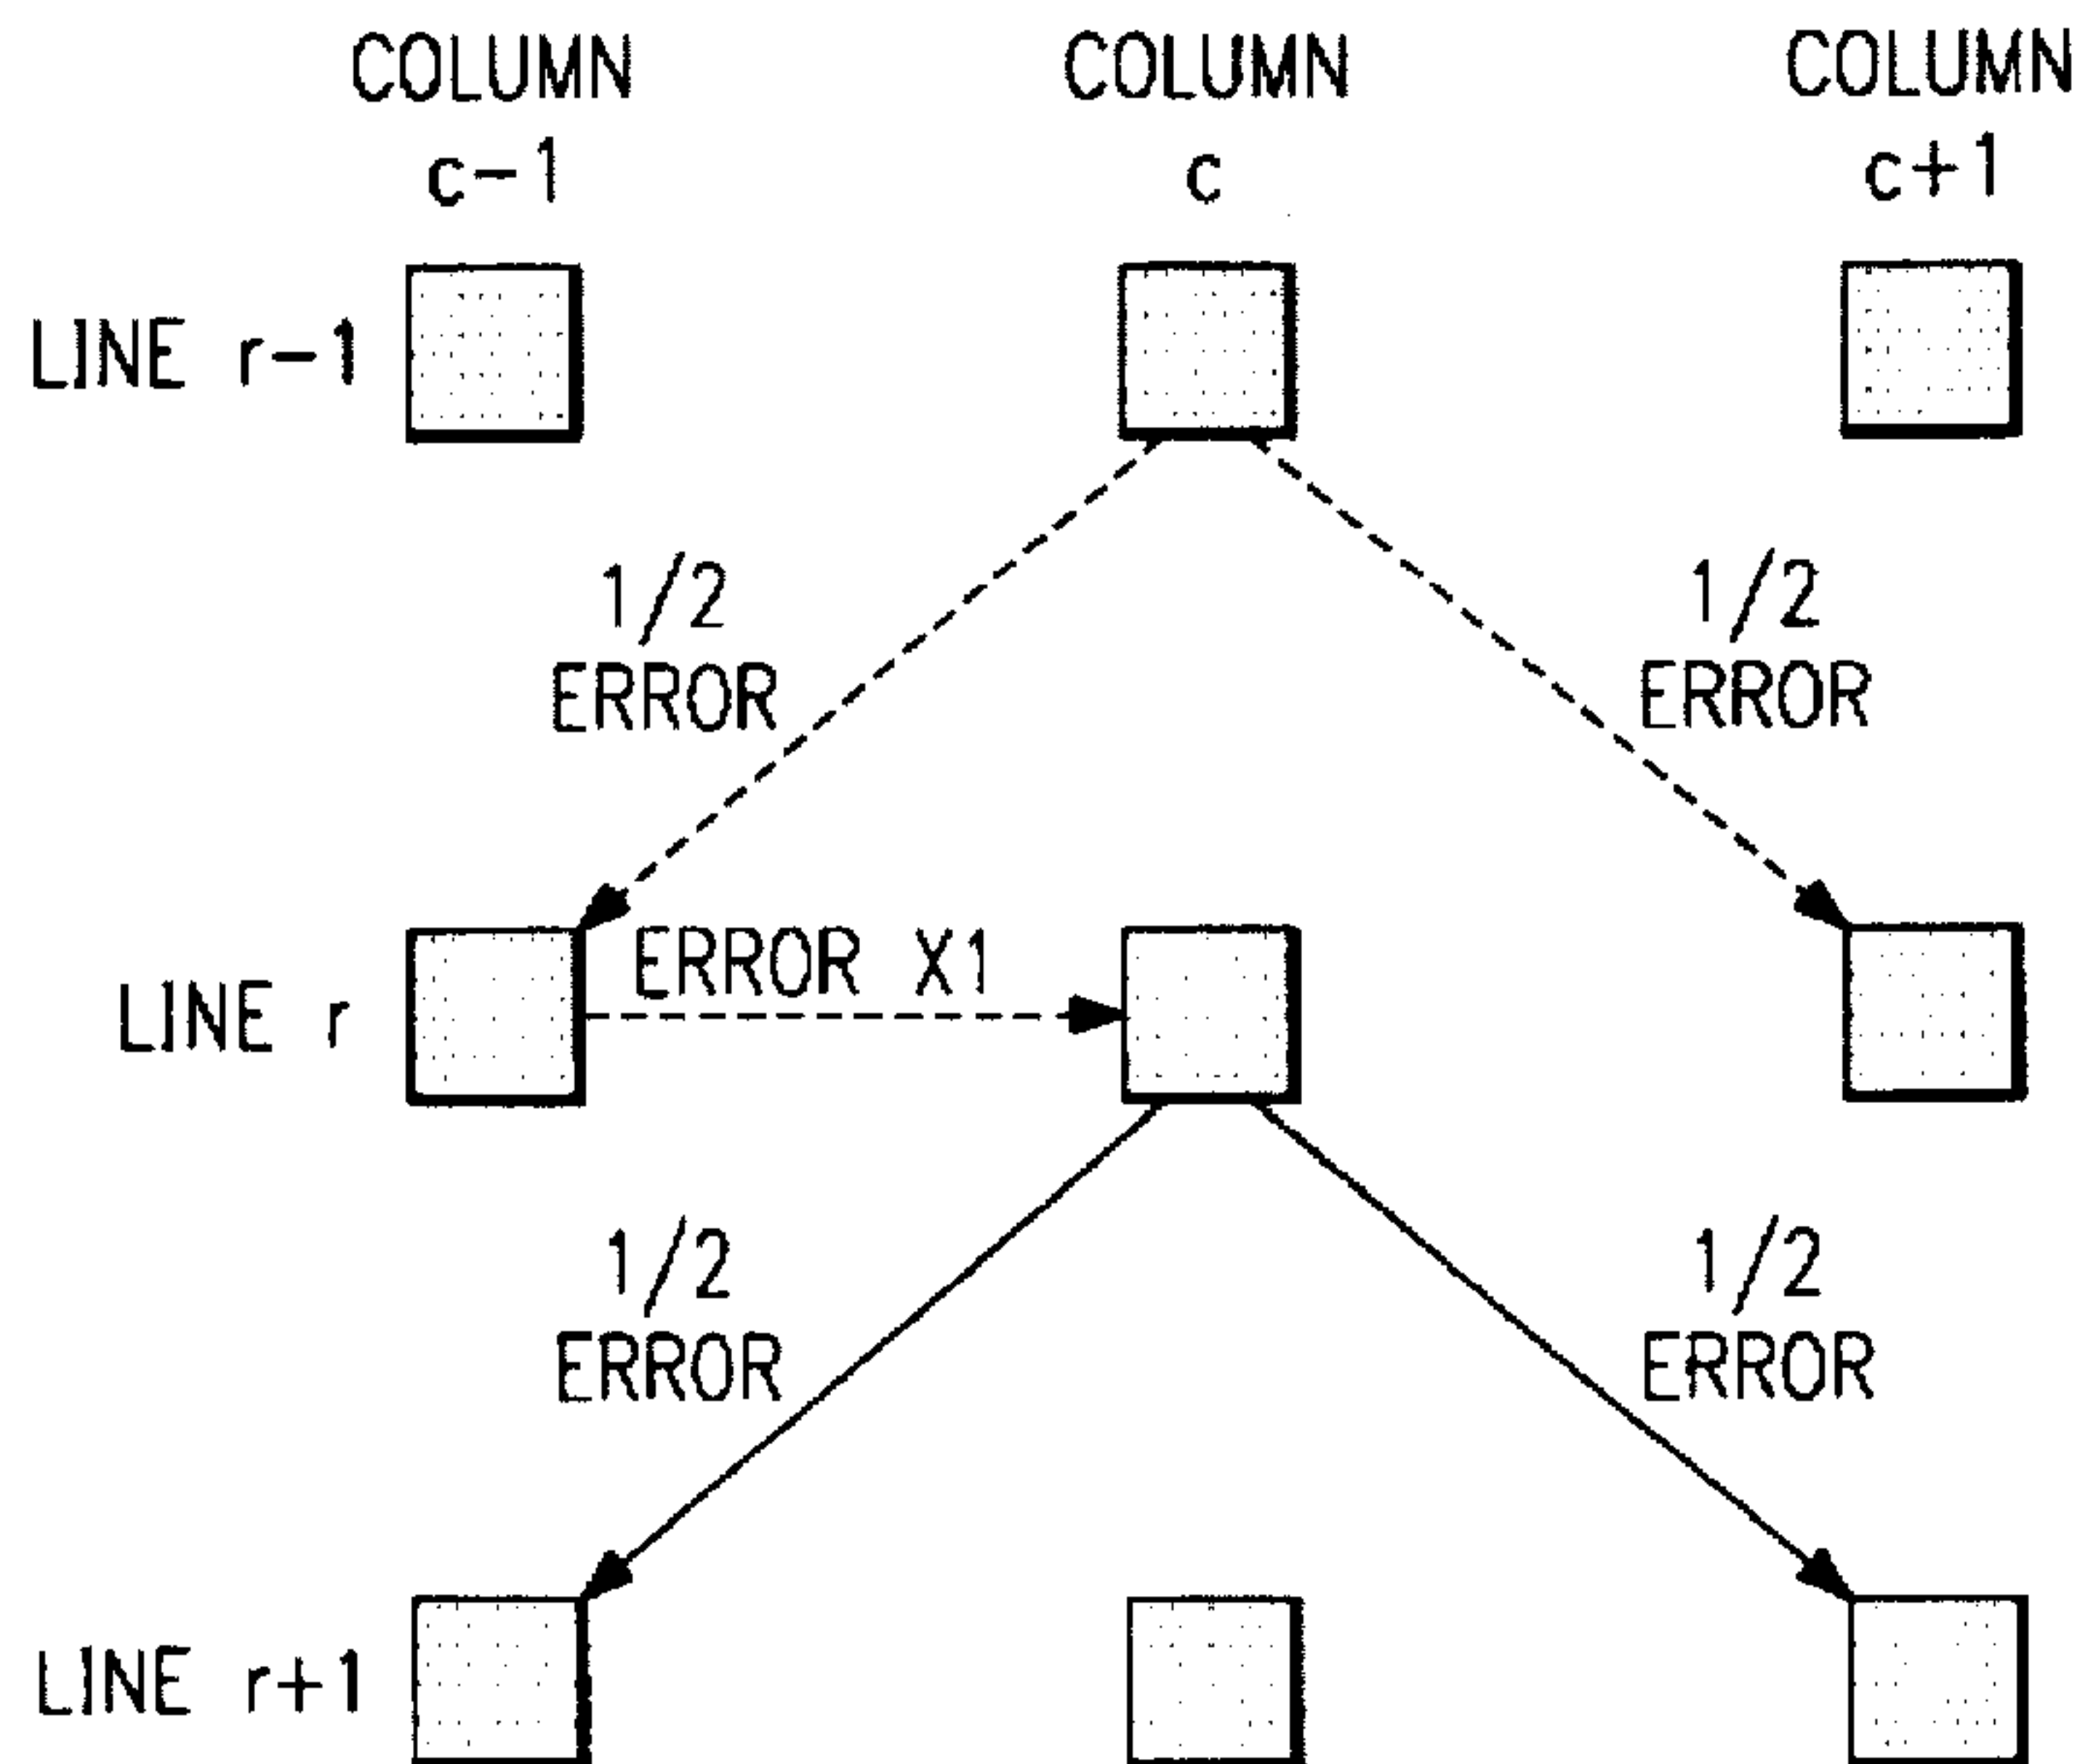 COLUMN COLUMN COLUMN
c-1 c c+1
LINE r-1
1/2 1/2
ERROR ERROR
ERROR X1
LINE r
1/2 1/2
ERROR ERROR
LINE r+1